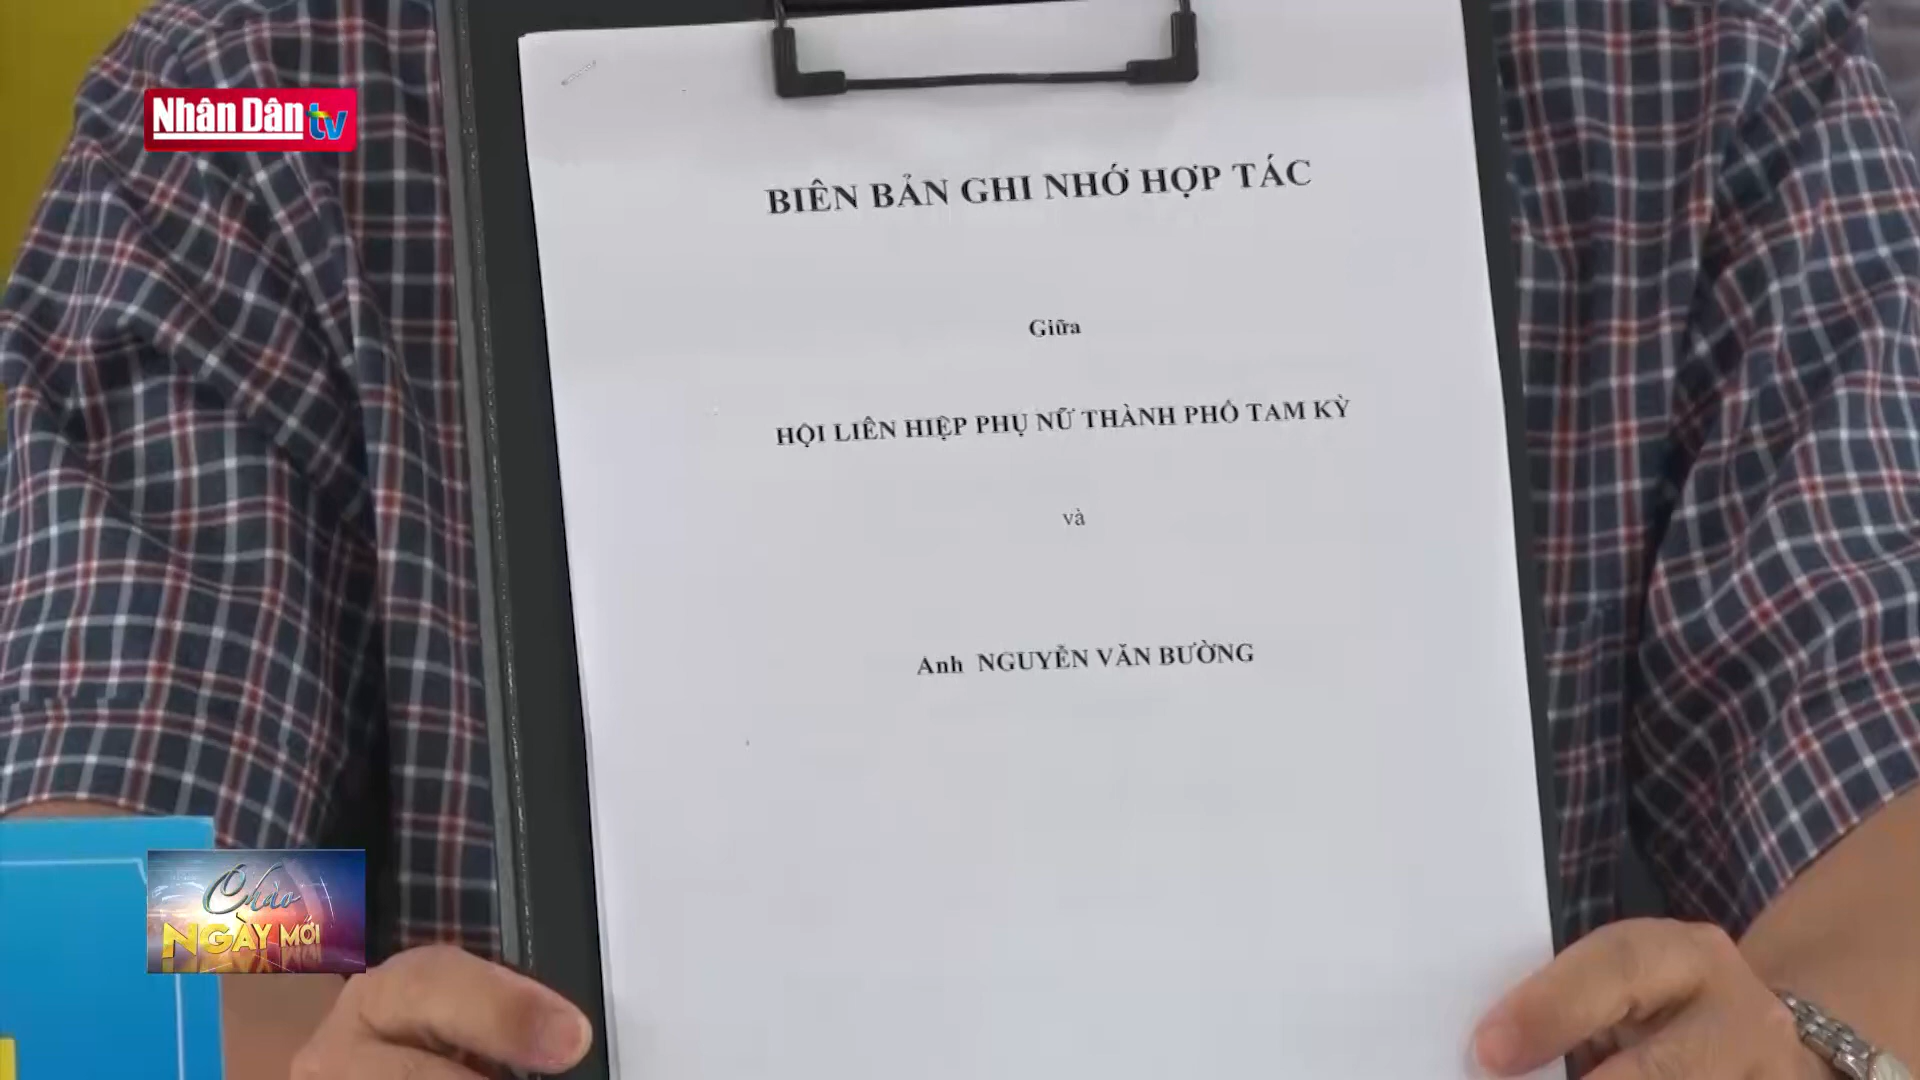 Nhân Dân tv
BIÊN BẢN GHI NHỚ HỢP TÁC
Giữa
HỘI LIÊN HIỆP PHỤ NỮ THÀNH PHỐ TAM KỲ
và
Anh NGUYỄN VĂN BƯỜNG
Chào
NGÀY MỚI